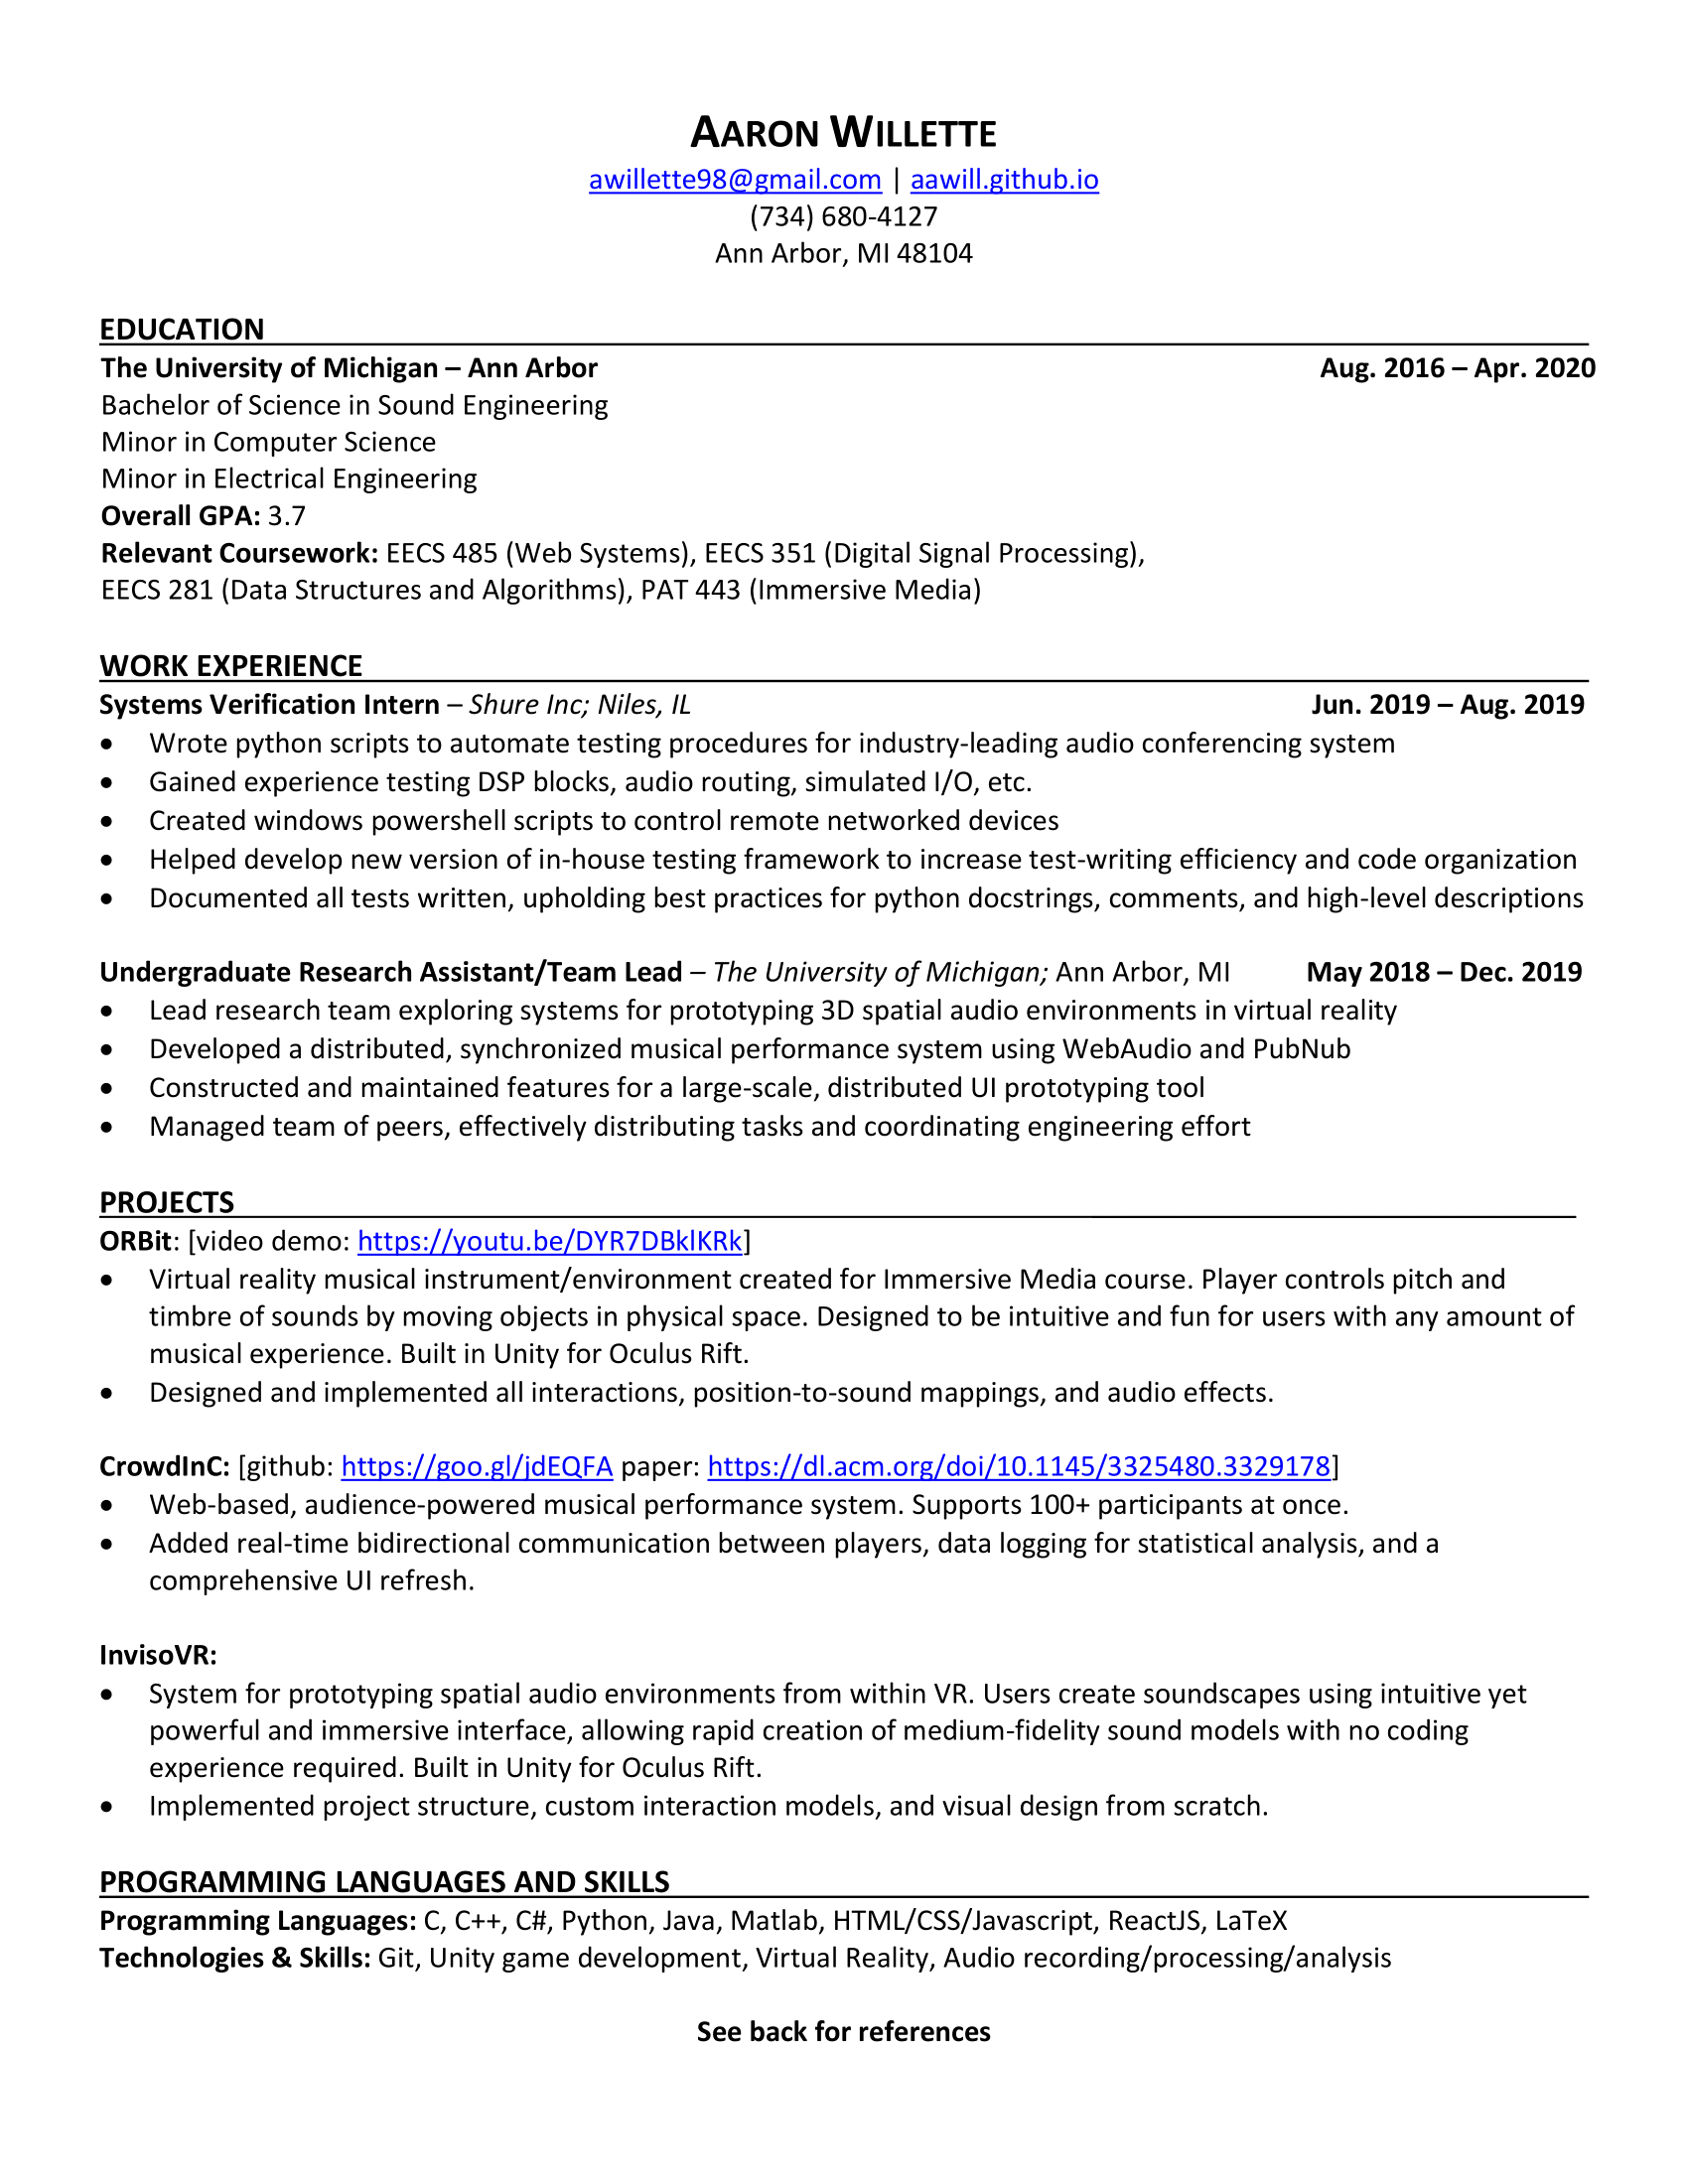 AARON WILLETTE
awillette98@gmail.com | aawill.github.io
(734) 680-4127
Ann Arbor, MI 48104
EDUCATION
The University of Michigan – Ann Arbor Aug. 2016 – Apr. 2020
Bachelor of Science in Sound Engineering
Minor in Computer Science
Minor in Electrical Engineering
Overall GPA: 3.7
Relevant Coursework: EECS 485 (Web Systems), EECS 351 (Digital Signal Processing),
EECS 281 (Data Structures and Algorithms), PAT 443 (Immersive Media)
WORK EXPERIENCE
Systems Verification Intern – Shure Inc; Niles, IL Jun. 2019 – Aug. 2019
• Wrote python scripts to automate testing procedures for industry-leading audio conferencing system
• Gained experience testing DSP blocks, audio routing, simulated I/O, etc.
• Created windows powershell scripts to control remote networked devices
• Helped develop new version of in-house testing framework to increase test-writing efficiency and code organization
• Documented all tests written, upholding best practices for python docstrings, comments, and high-level descriptions
Undergraduate Research Assistant/Team Lead – The University of Michigan; Ann Arbor, MI May 2018 – Dec. 2019
• Lead research team exploring systems for prototyping 3D spatial audio environments in virtual reality
• Developed a distributed, synchronized musical performance system using WebAudio and PubNub
• Constructed and maintained features for a large-scale, distributed UI prototyping tool
• Managed team of peers, effectively distributing tasks and coordinating engineering effort
PROJECTS
ORBit: [video demo: https://youtu.be/DYR7DBklKRk]
• Virtual reality musical instrument/environment created for Immersive Media course. Player controls pitch and
timbre of sounds by moving objects in physical space. Designed to be intuitive and fun for users with any amount of
musical experience. Built in Unity for Oculus Rift.
• Designed and implemented all interactions, position-to-sound mappings, and audio effects.
CrowdInC: [github: https://goo.gl/jdEQFA paper: https://dl.acm.org/doi/10.1145/3325480.3329178]
• Web-based, audience-powered musical performance system. Supports 100+ participants at once.
• Added real-time bidirectional communication between players, data logging for statistical analysis, and a
comprehensive UI refresh.
InvisoVR:
• System for prototyping spatial audio environments from within VR. Users create soundscapes using intuitive yet
powerful and immersive interface, allowing rapid creation of medium-fidelity sound models with no coding
experience required. Built in Unity for Oculus Rift.
• Implemented project structure, custom interaction models, and visual design from scratch.
PROGRAMMING LANGUAGES AND SKILLS
Programming Languages: C, C++, C#, Python, Java, Matlab, HTML/CSS/Javascript, ReactJS, LaTeX
Technologies & Skills: Git, Unity game development, Virtual Reality, Audio recording/processing/analysis
See back for references